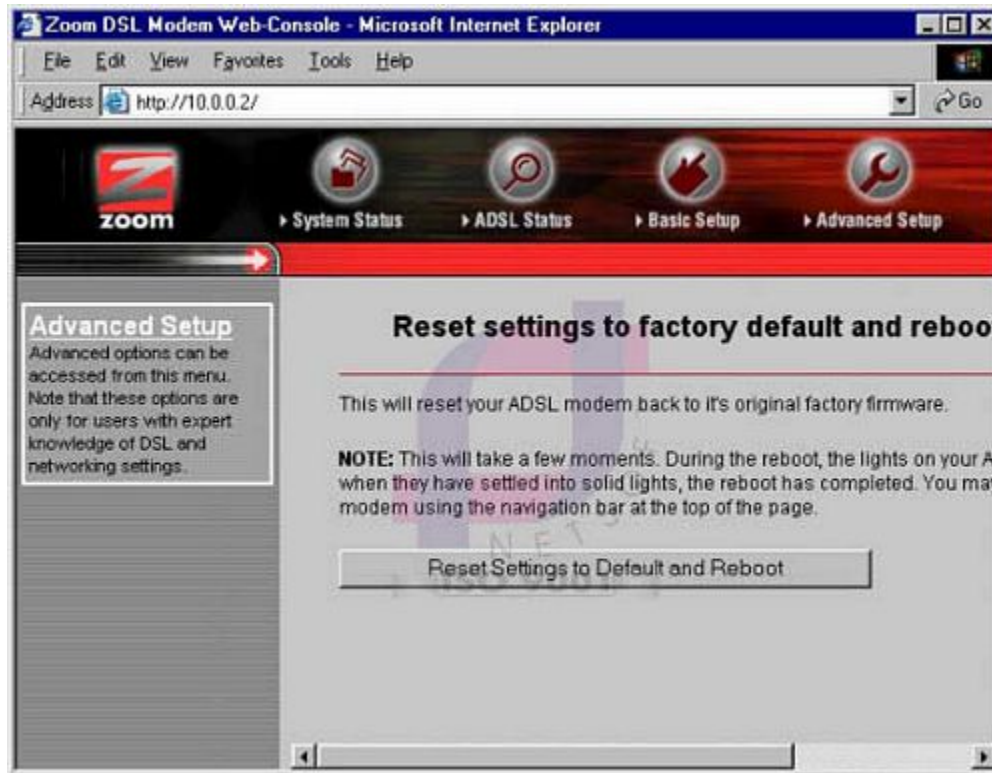 Zoom DSL Modem Web-Console - Microsoft Internet Explorer
File Edit View Favorites Tools Help
Address http://10.0.0.2/ Go
zoom
System Status ADSL Status Basic Setup Advanced Setup
Advanced Setup
Advanced options can be
accessed from this menu.
Note that these options are
only for users with expert
knowledge of DSL and
networking settings.
Reset settings to factory default and reboo
This will reset your ADSL modem back to it's original factory firmware.
NOTE: This will take a few moments. During the reboot, the lights on your A
when they have settled into solid lights, the reboot has completed. You may
modem using the navigation bar at the top of the page.
Reset Settings to Default and Reboot